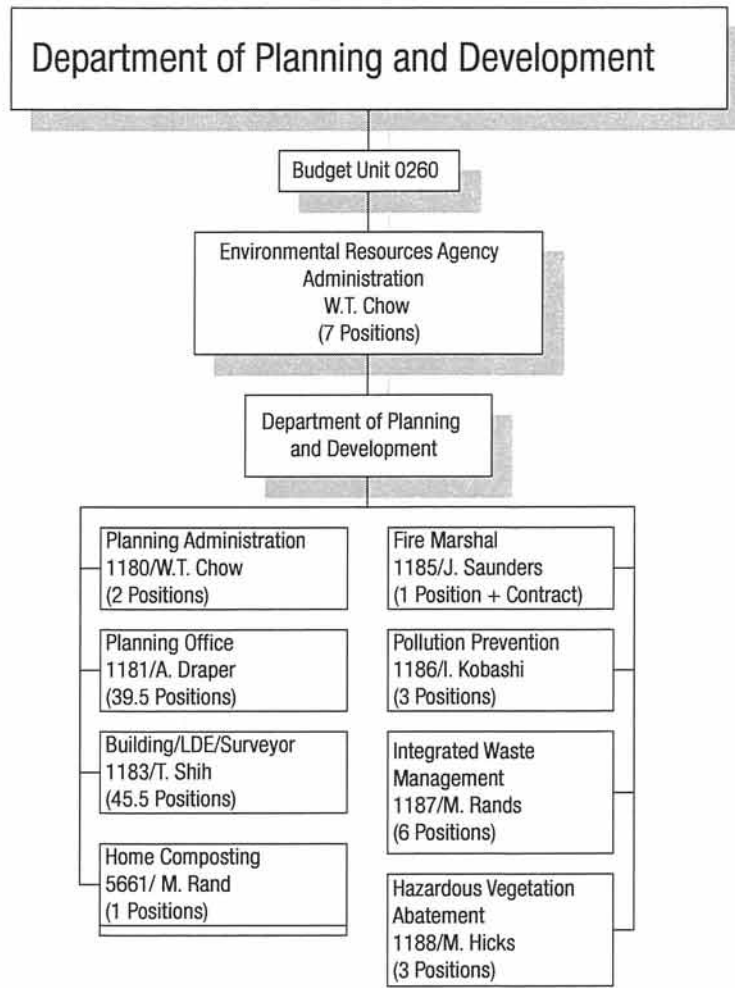 Department of Planning and Development
Budget Unit 0260
Environmental Resources Agency
Administration
W.T. Chow
(7 Positions)
Department of Planning
and Development
Planning Administration
1180/W.T. Chow
(2 Positions)
Planning Office
1181/A. Draper
(39.5 Positions)
Building/LDE/Surveyor
1183/T. Shih
(45.5 Positions)
Home Composting
5661/ M. Rand
(1 Positions)
Fire Marshal
1185/J. Saunders
(1 Position + Contract)
Pollution Prevention
1186/I. Kobashi
(3 Positions)
Integrated Waste
Management
1187/M. Rands
(6 Positions)
Hazardous Vegetation
Abatement
1188/M. Hicks
(3 Positions)